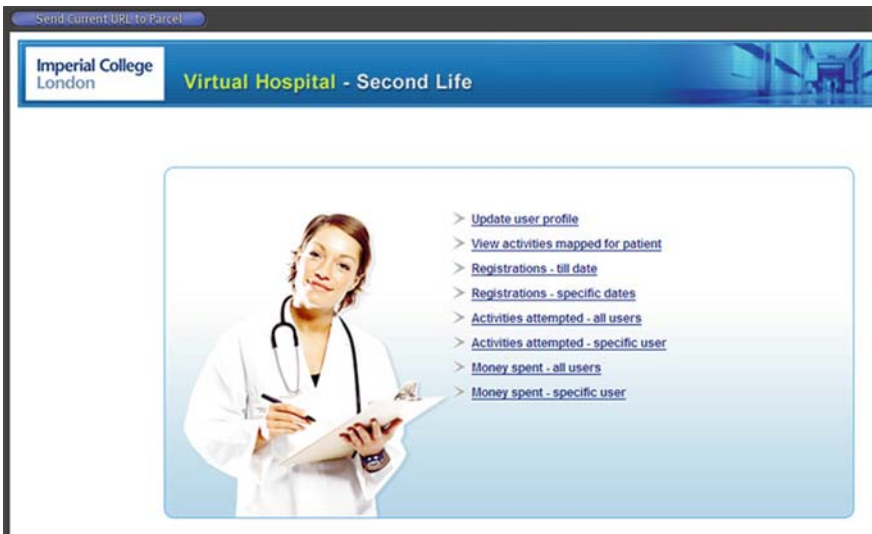 Send Current URL to Parcel
Imperial College
London
Virtual Hospital - Second Life
Update user profile
View activities mapped for patient
Registrations - till date
Registrations - specific dates
Activities attempted - all users
Activities attempted - specific user
Money spent - all users
Money spent - specific user